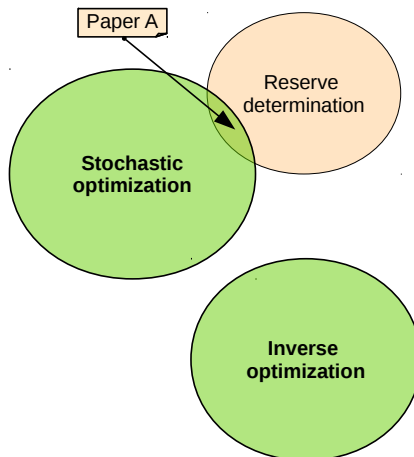 Paper A
Reserve
determination
Stochastic
optimization
Inverse
optimization